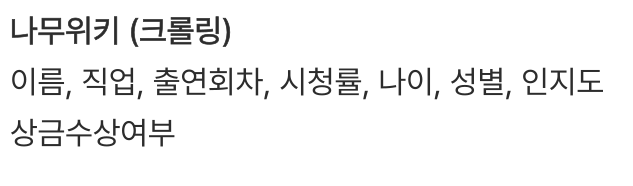 나무위키 (크롤링)
이름, 직업, 출연회차, 시청률, 나이, 성별, 인지도
상금수상여부